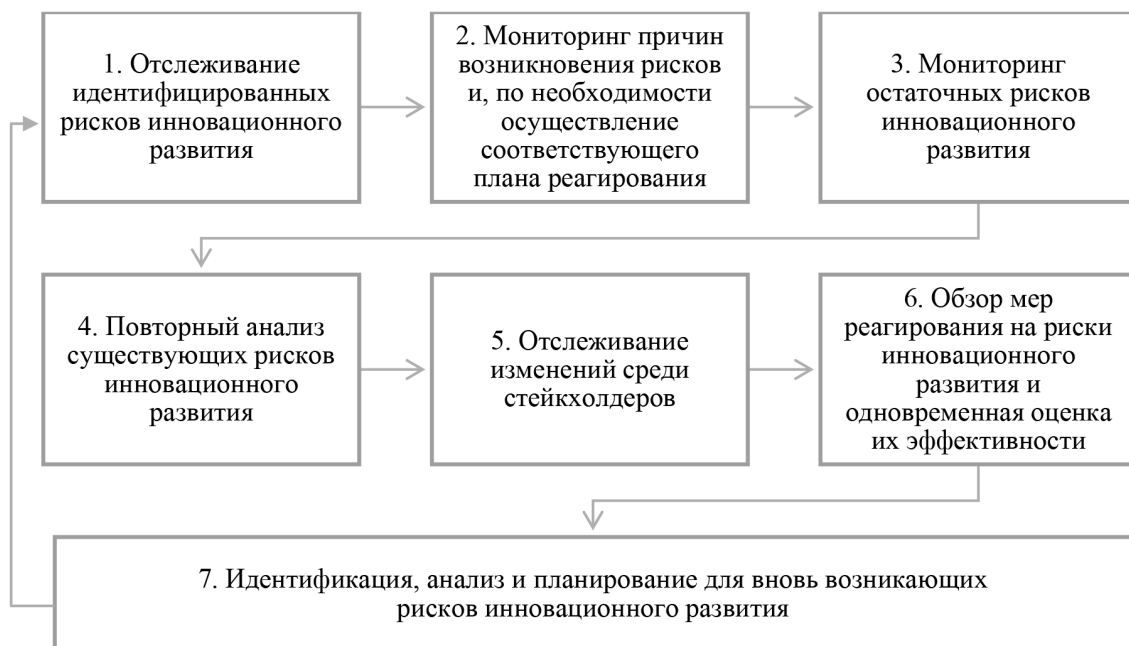 1. Отслеживание
идентифицированных
рисков инновационного
развития
2. Мониторинг причин
возникновения рисков
и, по необходимости
осуществление
соответствующего
плана реагирования
3. Мониторинг
остаточных рисков
инновационного
развития
4. Повторный анализ
существующих рисков
инновационного
развития
5. Отслеживание
изменений среди
стейкхолдеров
6. Обзор мер
реагирования на риски
инновационного
развития и
одновременная оценка
их эффективности
7. Идентификация, анализ и планирование для вновь возникающих
рисков инновационного развития